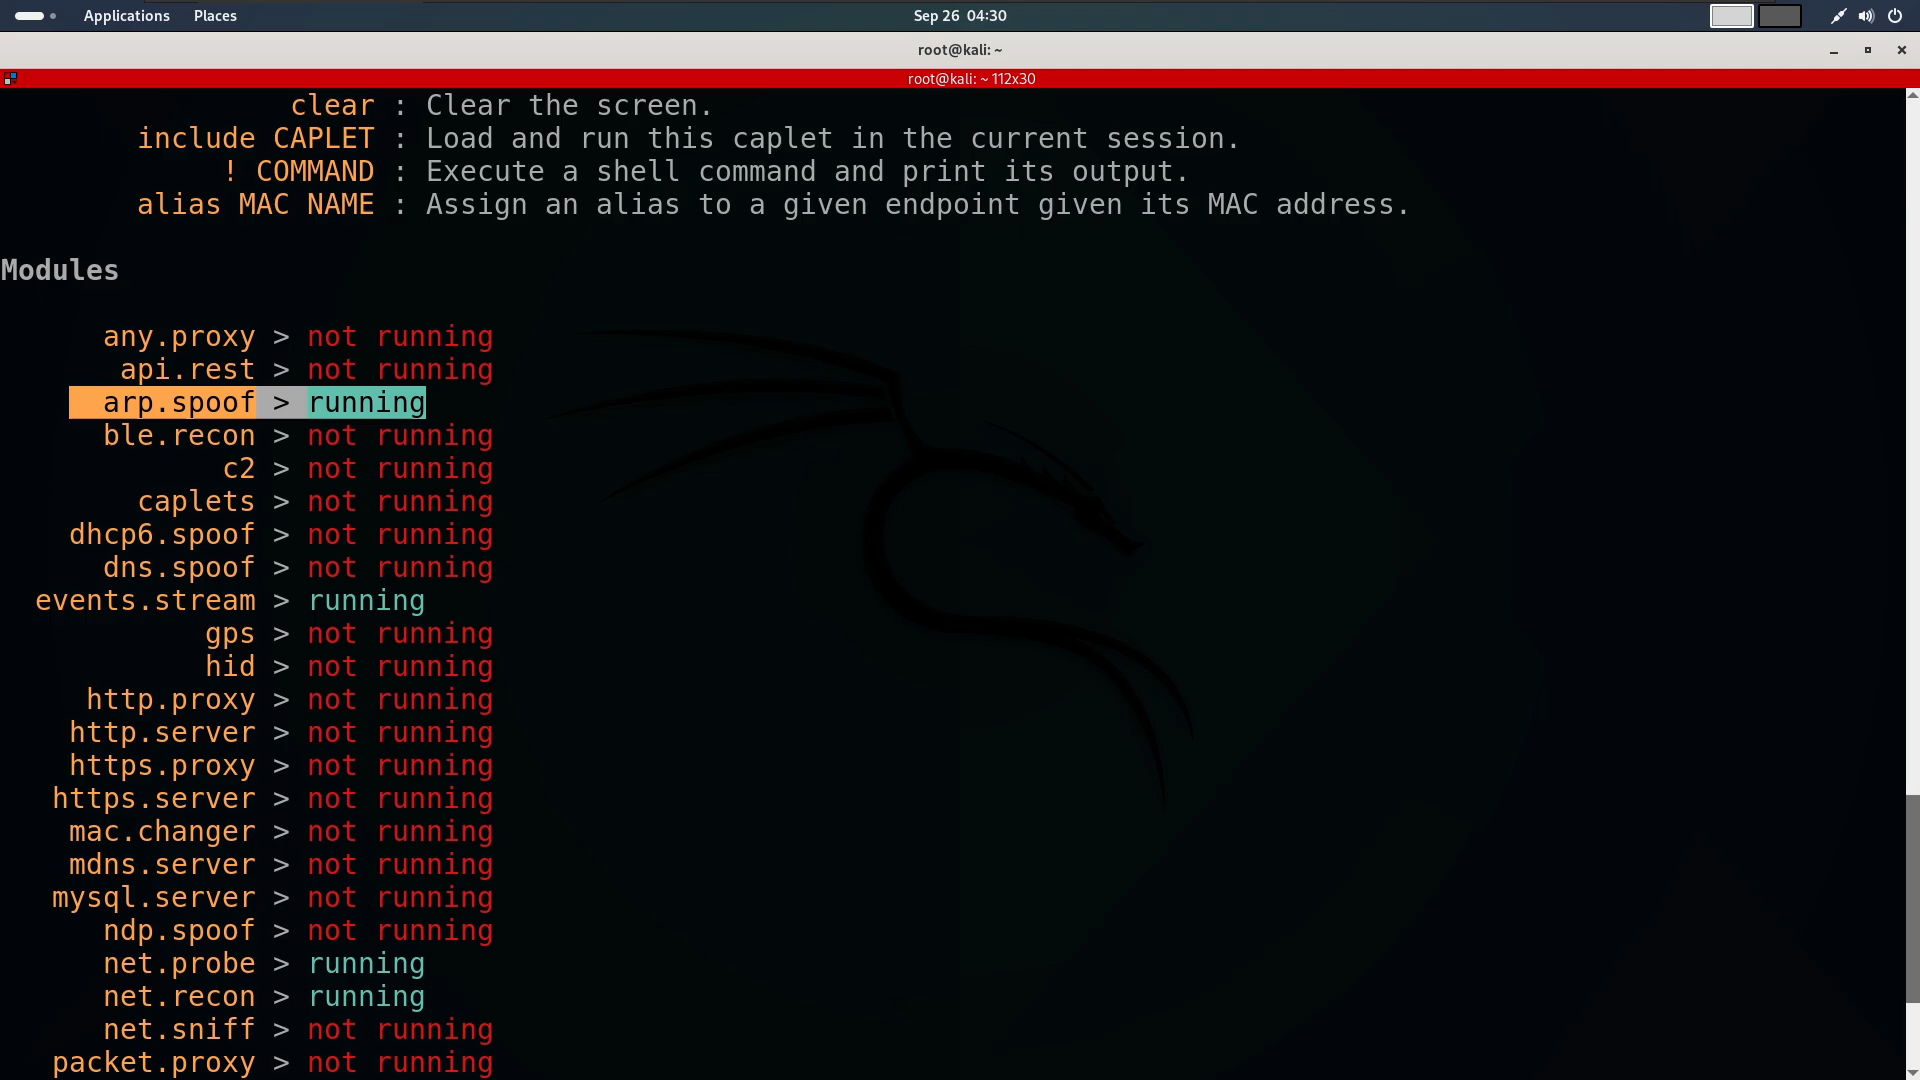 Applications Places Sep 26 04:30
root@kali: ~
root@kali: ~ 112x30
clear : Clear the screen.
include CAPLET : Load and run this caplet in the current session.
! COMMAND : Execute a shell command and print its output.
alias MAC NAME : Assign an alias to a given endpoint given its MAC address.
Modules
any.proxy > not running
api.rest > not running
arp.spoof > running
ble.recon > not running
c2 > not running
caplets > not running
dhcp6.spoof > not running
dns.spoof > not running
events.stream > running
gps > not running
hid > not running
http.proxy > not running
http.server > not running
https.proxy > not running
https.server > not running
mac.changer > not running
mdns.server > not running
mysql.server > not running
ndp.spoof > not running
net.probe > running
net.recon > running
net.sniff > not running
packet.proxy > not running